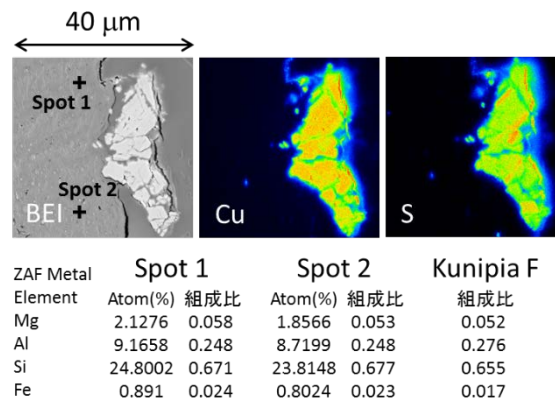 40 μm
Spot 1
Spot 2
BEI
Cu
S
ZAF Metal Spot 1 Spot 2 Kunipia F
Element Atom(%) 組成比 Atom(%) 組成比 組成比
Mg 2.1276 0.058 1.8566 0.053 0.052
Al 9.1658 0.248 8.7199 0.248 0.276
Si 24.8002 0.671 23.8148 0.677 0.655
Fe 0.891 0.024 0.8024 0.023 0.017